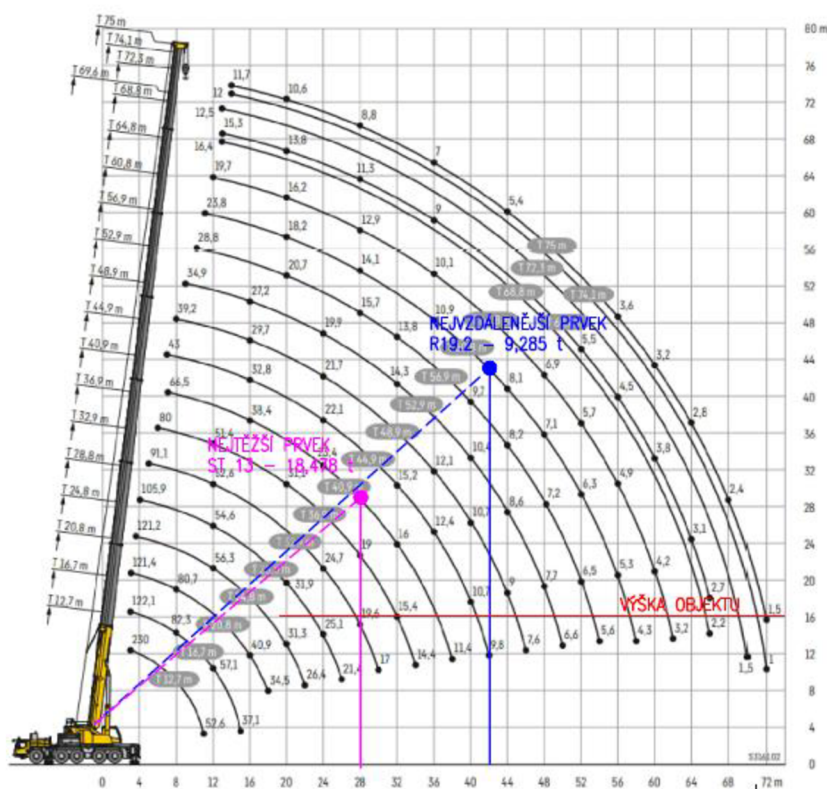 T 75 m
T 74,1 m
T 72,3 m
T 69,6 m
T 68,8 m
T 64,8 m
T 60,8 m
T 56,9 m
T 52,9 m
T 48,9 m
T 44,9 m
T 40,9 m
T 36,9 m
T 32,9 m
T 28,8 m
T 24,8 m
T 20,8 m
T 16,7 m
T 12,7 m
80 m
76
72
68
64
60
56
52
48
44
40
36
32
28
24
20
16
12
8
4
0
11,7 10,6 8,8 7 5,4 3,6 3,2 2,8 2,4 1,5
12
12,5
15,3 13,8 11,3 9
16,4
19,7 16,2 12,9 10,1
23,8 18,2 14,1 10,9
28,8 20,7 15,7
34,9 27,2 19,9 13,8
39,2 29,7 21,7 14,3
43 32,8 22,1
66,5 38,4
80 51,4
91,1
105,9 54,6
121,2 56,3
121,4 80,7
122,1 82,3 57,1
230 52,6 37,1
T 75 m
T 72,3 m
T 74,1 m
T 68,8 m
T 56,9 m
T 52,9 m
T 48,9 m
T 44,9 m
T 20,8 m
T 16,7 m
T 12,7 m
NEJVZDÁLENĚJŠÍ PRVEK
R19.2 – 9,285 t
NEJTĚŽŠÍ PRVEK
ST 13 – 18,478 t
5,5 4,5 3,8 3,1 2,7 2,2
8,1 6,9 5,7 4,9 4,2
8,2 7,1 6,3 5,3 4,3 3,2
12,1 10,4 8,6 7,2 6,5 5,6
15,2 12,4 10,7 9 7,7 6,6
19 16 10,7 9,8 7,6
24,7 19,6 15,4 14,4 11,4
31,9 25,1 17
40,9 31,3 21,4
34,5 26,4
1,5 1
VÝŠKA OBJEKTU
S316102
0 4 8 12 16 20 24 28 32 36 40 44 48 52 56 60 64 68 72 m